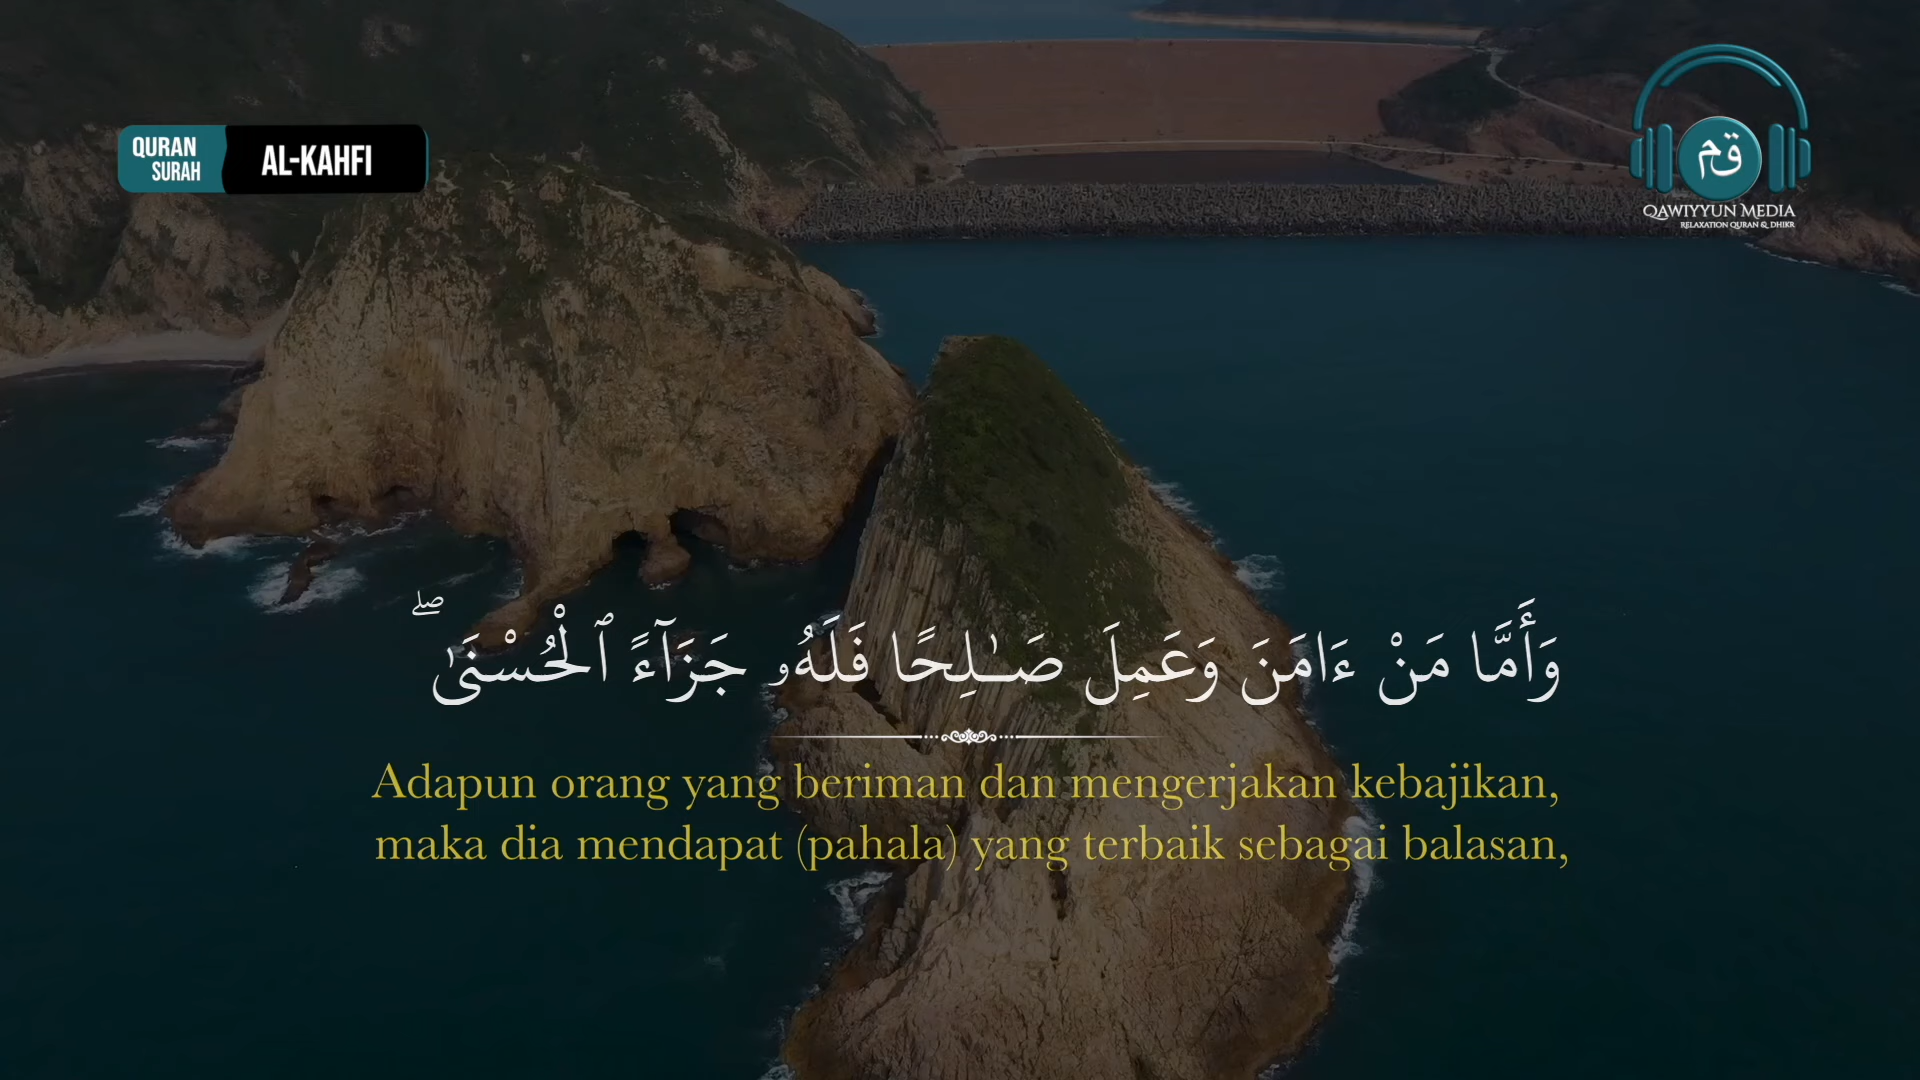 QURAN
SURAH
AL-KAHFI
قم
QAWIYYUN MEDIA
RELAXATION QURAN & DHIKR
وَأَمَّا مَنْ ءَامَنَ وَعَمِلَ صَـٰلِحًا فَلَهُۥ جَزَآءً ٱلْحُسْنَىٰ ۖ
Adapun orang yang beriman dan mengerjakan kebajikan,
maka dia mendapat (pahala) yang terbaik sebagai balasan,